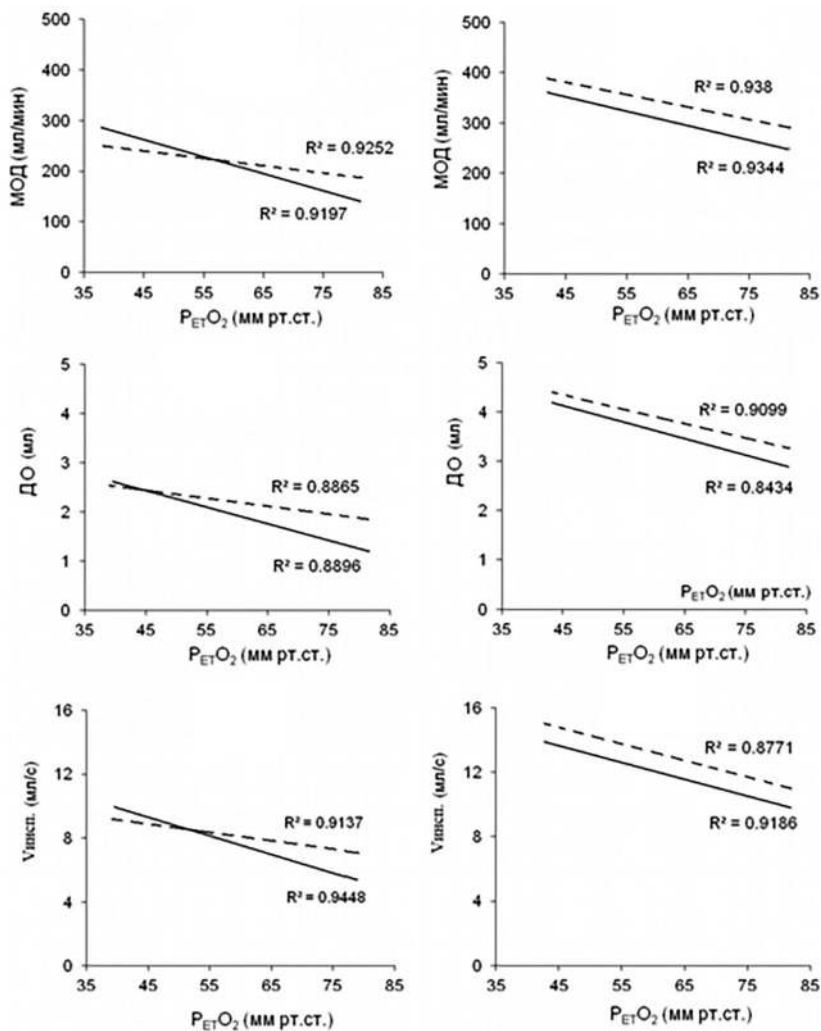 500
400
300
200
100
0
МОД (мл/мин)
R² = 0.9252
R² = 0.9197
35 45 55 65 75 85
P_ETO₂ (мм рт.ст.)
500
400
300
200
100
0
МОД (мл/мин)
R² = 0.938
R² = 0.9344
35 45 55 65 75 85
P_ETO₂ (мм рт.ст.)
5
4
3
2
1
0
ДО (мл)
R² = 0.8865
R² = 0.8896
35 45 55 65 75 85
P_ETO₂ (мм рт.ст.)
5
4
3
2
1
0
ДО (мл)
R² = 0.9099
R² = 0.8434
P_ETO₂ (мм рт.ст.)
35 45 55 65 75 85
P_ETO₂ (мм рт.ст.)
16
12
8
4
0
Vинсп. (мл/с)
R² = 0.9137
R² = 0.9448
35 45 55 65 75 85
P_ETO₂ (мм рт.ст.)
16
12
8
4
0
Vинсп. (мл/с)
R² = 0.8771
R² = 0.9186
35 45 55 65 75 85
P_ETO₂ (мм рт.ст.)